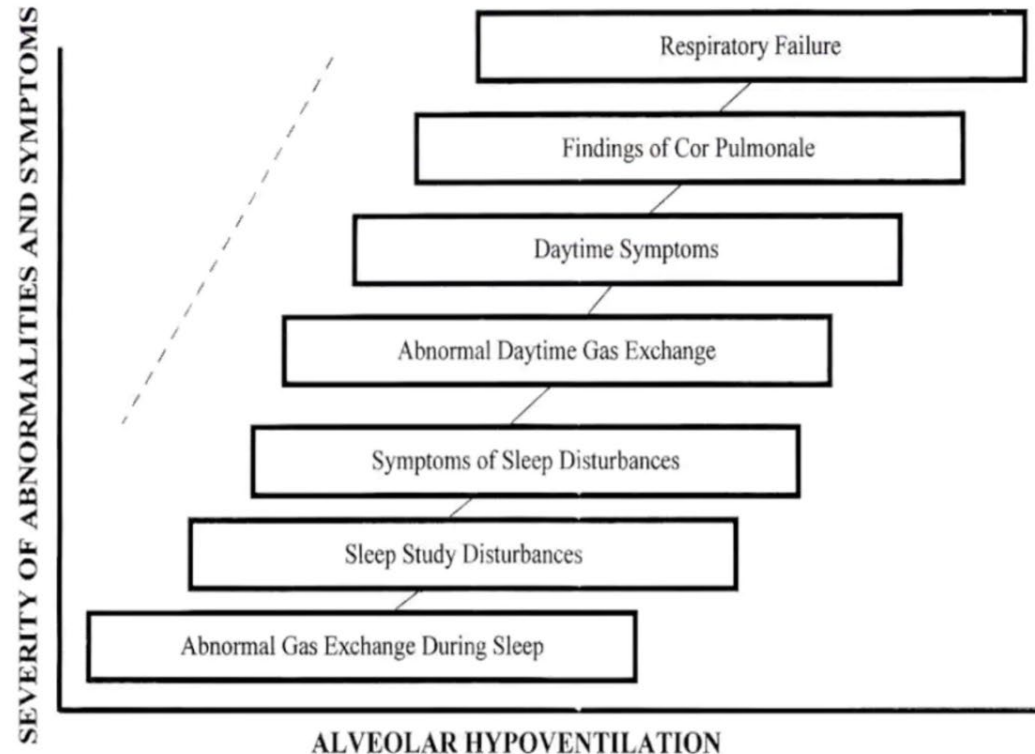 SEVERITY OF ABNORMALITIES AND SYMPTOMS
Respiratory Failure
Findings of Cor Pulmonale
Daytime Symptoms
Abnormal Daytime Gas Exchange
Symptoms of Sleep Disturbances
Sleep Study Disturbances
Abnormal Gas Exchange During Sleep
ALVEOLAR HYPOVENTILATION